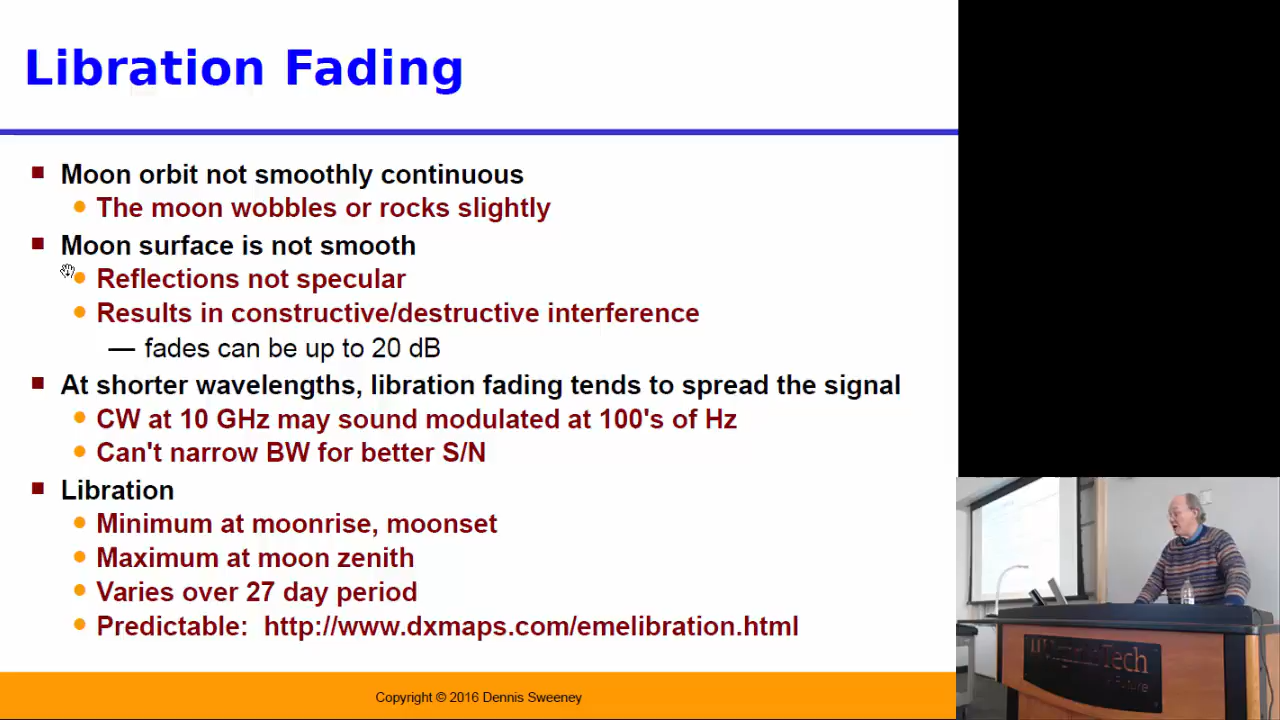 Libration Fading
Moon orbit not smoothly continuous
The moon wobbles or rocks slightly
Moon surface is not smooth
Reflections not specular
Results in constructive/destructive interference
— fades can be up to 20 dB
At shorter wavelengths, libration fading tends to spread the signal
CW at 10 GHz may sound modulated at 100's of Hz
Can't narrow BW for better S/N
Libration
Minimum at moonrise, moonset
Maximum at moon zenith
Varies over 27 day period
Predictable: http://www.dxmaps.com/emelibration.html
Copyright © 2016 Dennis Sweeney
Tech
Future